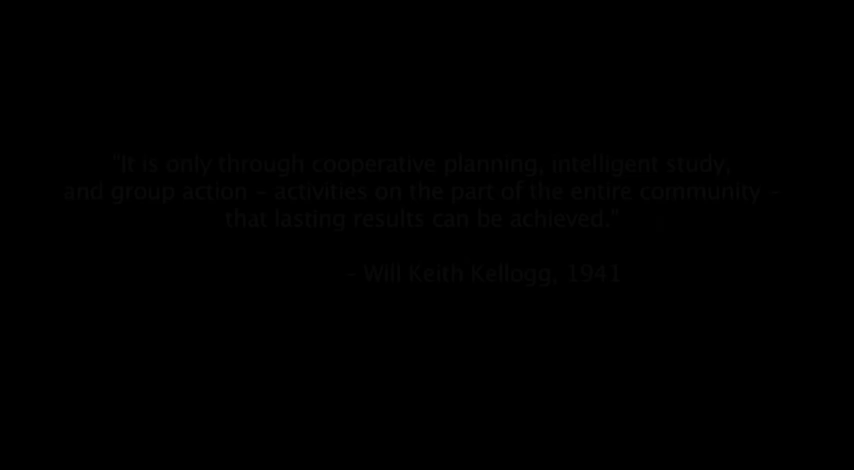 "It is only through cooperative planning, intelligent study,
and group action – activities on the part of the entire community –
that lasting results can be achieved."
– Will Keith Kellogg, 1941